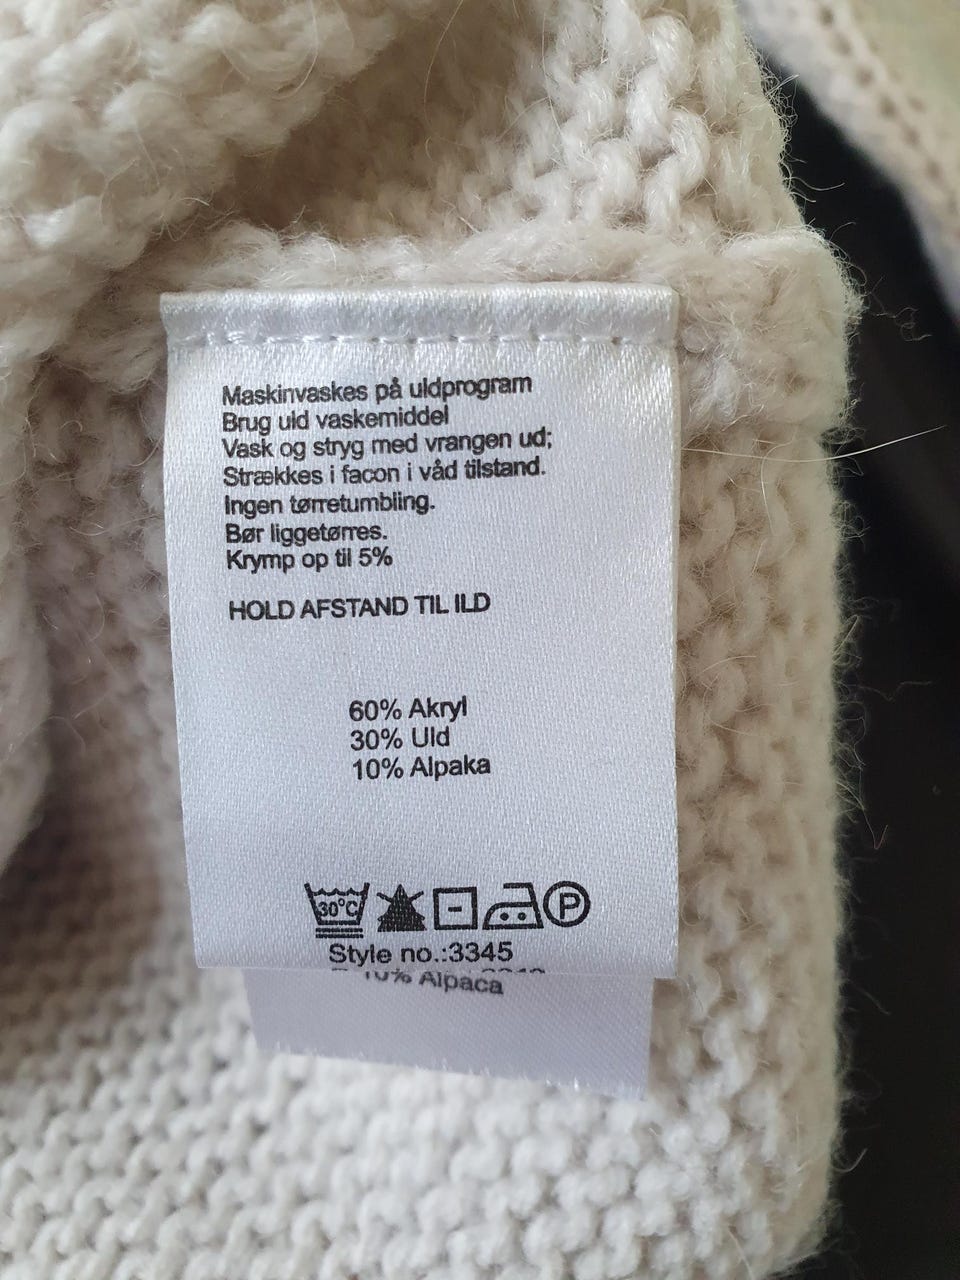 Maskinvaskes på uldprogram
Brug uld vaskemiddel
Vask og stryg med vrangen ud;
Strækkes i facon i våd tilstand.
Ingen tørretumbling.
Bør liggetørres.
Krymp op til 5%
HOLD AFSTAND TIL ILD
60% Akryl
30% Uld
10% Alpaka
30°C P
Style no.:3345
10% Alpaca